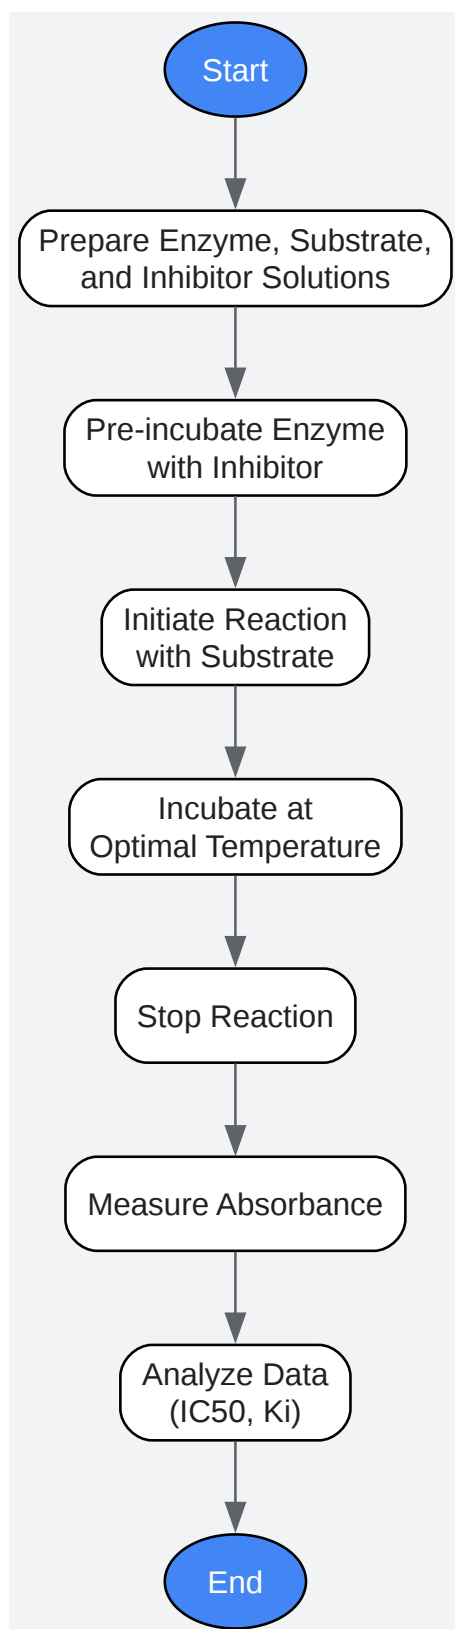 Start
Prepare Enzyme, Substrate,
and Inhibitor Solutions
Pre-incubate Enzyme
with Inhibitor
Initiate Reaction
with Substrate
Incubate at
Optimal Temperature
Stop Reaction
Measure Absorbance
Analyze Data
(IC50, Ki)
End